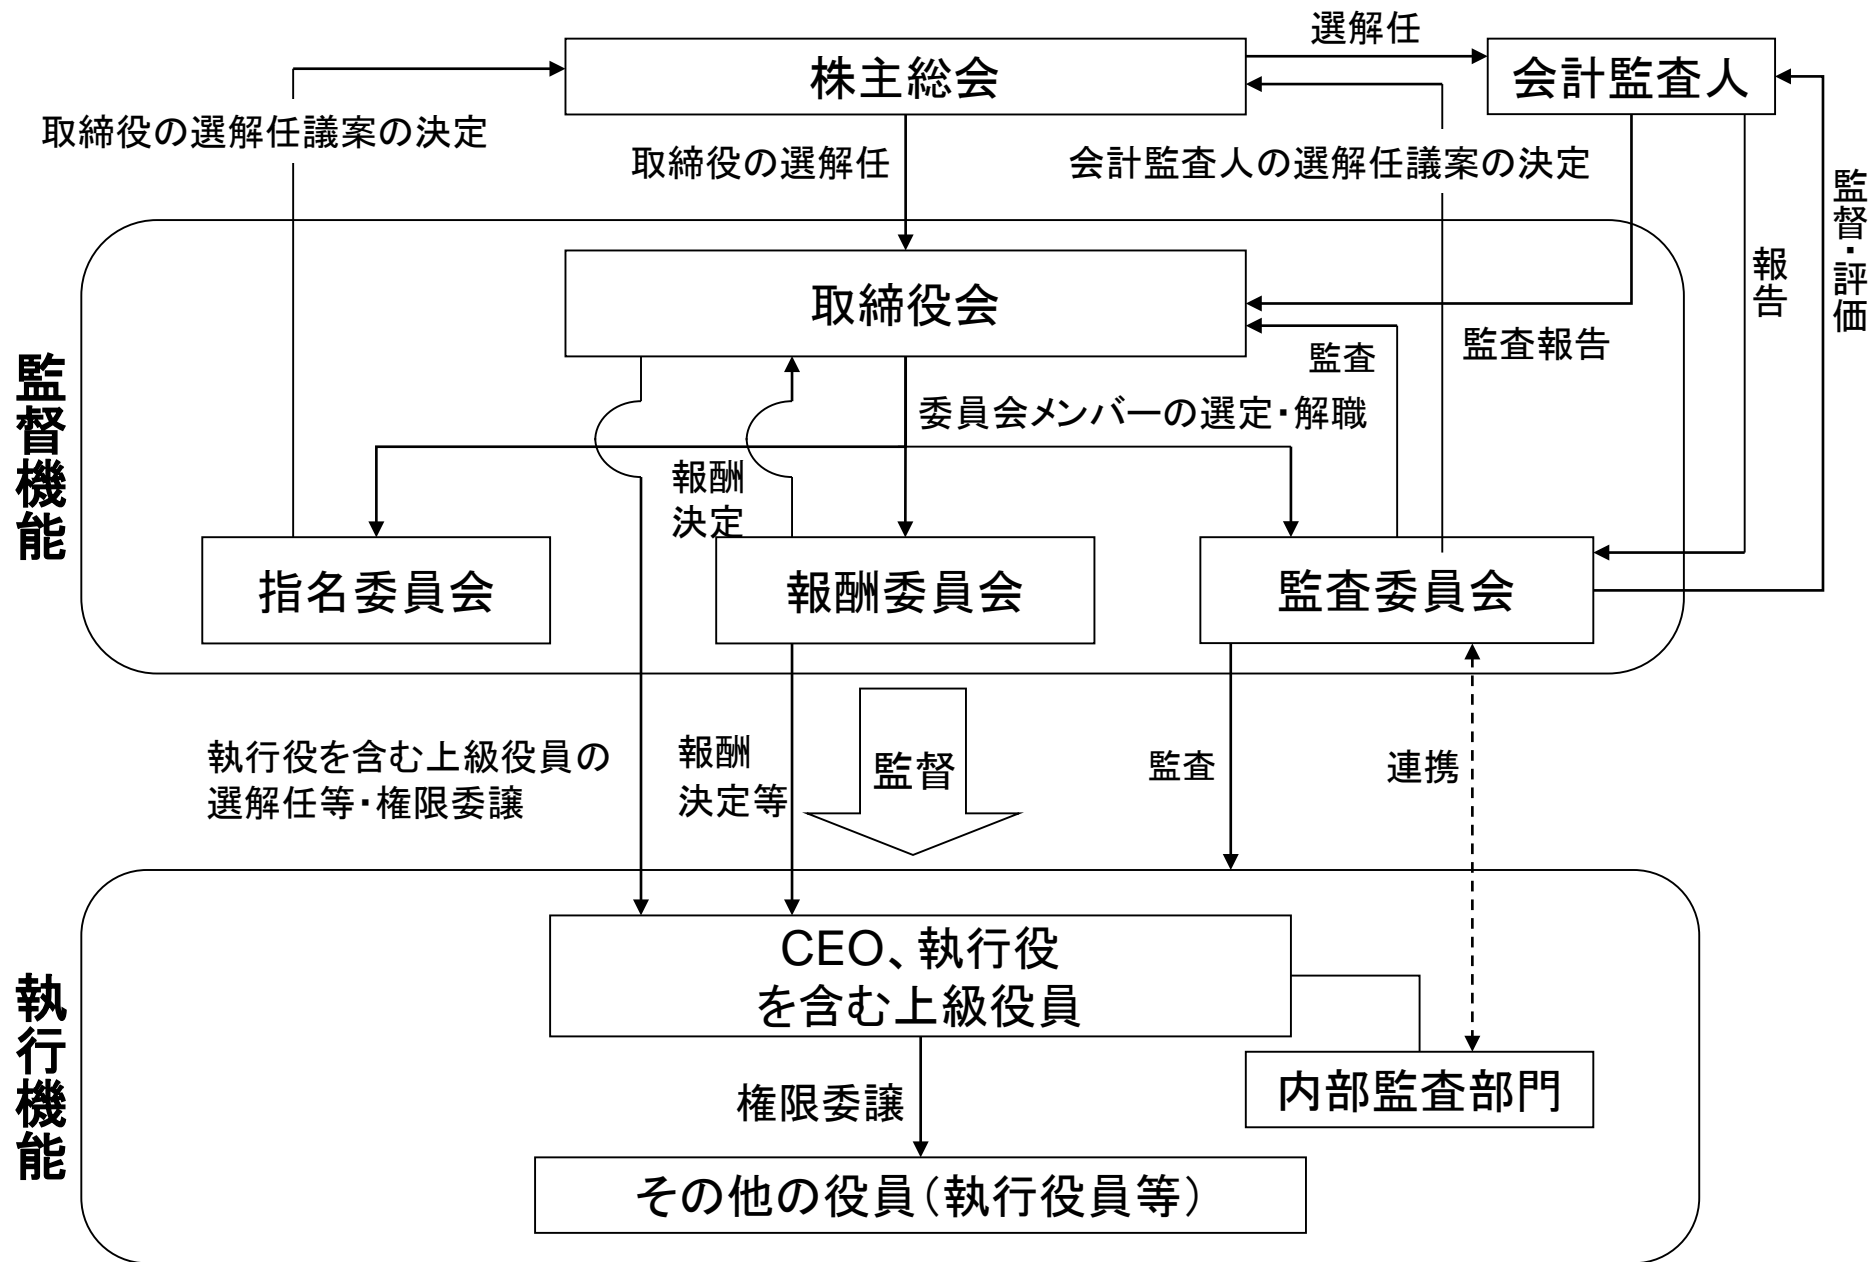 選解任
株主総会
会計監査人
取締役の選解任議案の決定
取締役の選解任
会計監査人の選解任議案の決定
監督・評価
報告
取締役会
監査報告
監査
監督機能
委員会メンバーの選定・解職
報酬
決定
指名委員会
報酬委員会
監査委員会
執行役を含む上級役員の
選解任等・権限委譲
報酬
決定等
監督
監査
連携
執行機能
CEO、執行役
を含む上級役員
内部監査部門
権限委譲
その他の役員（執行役員等）